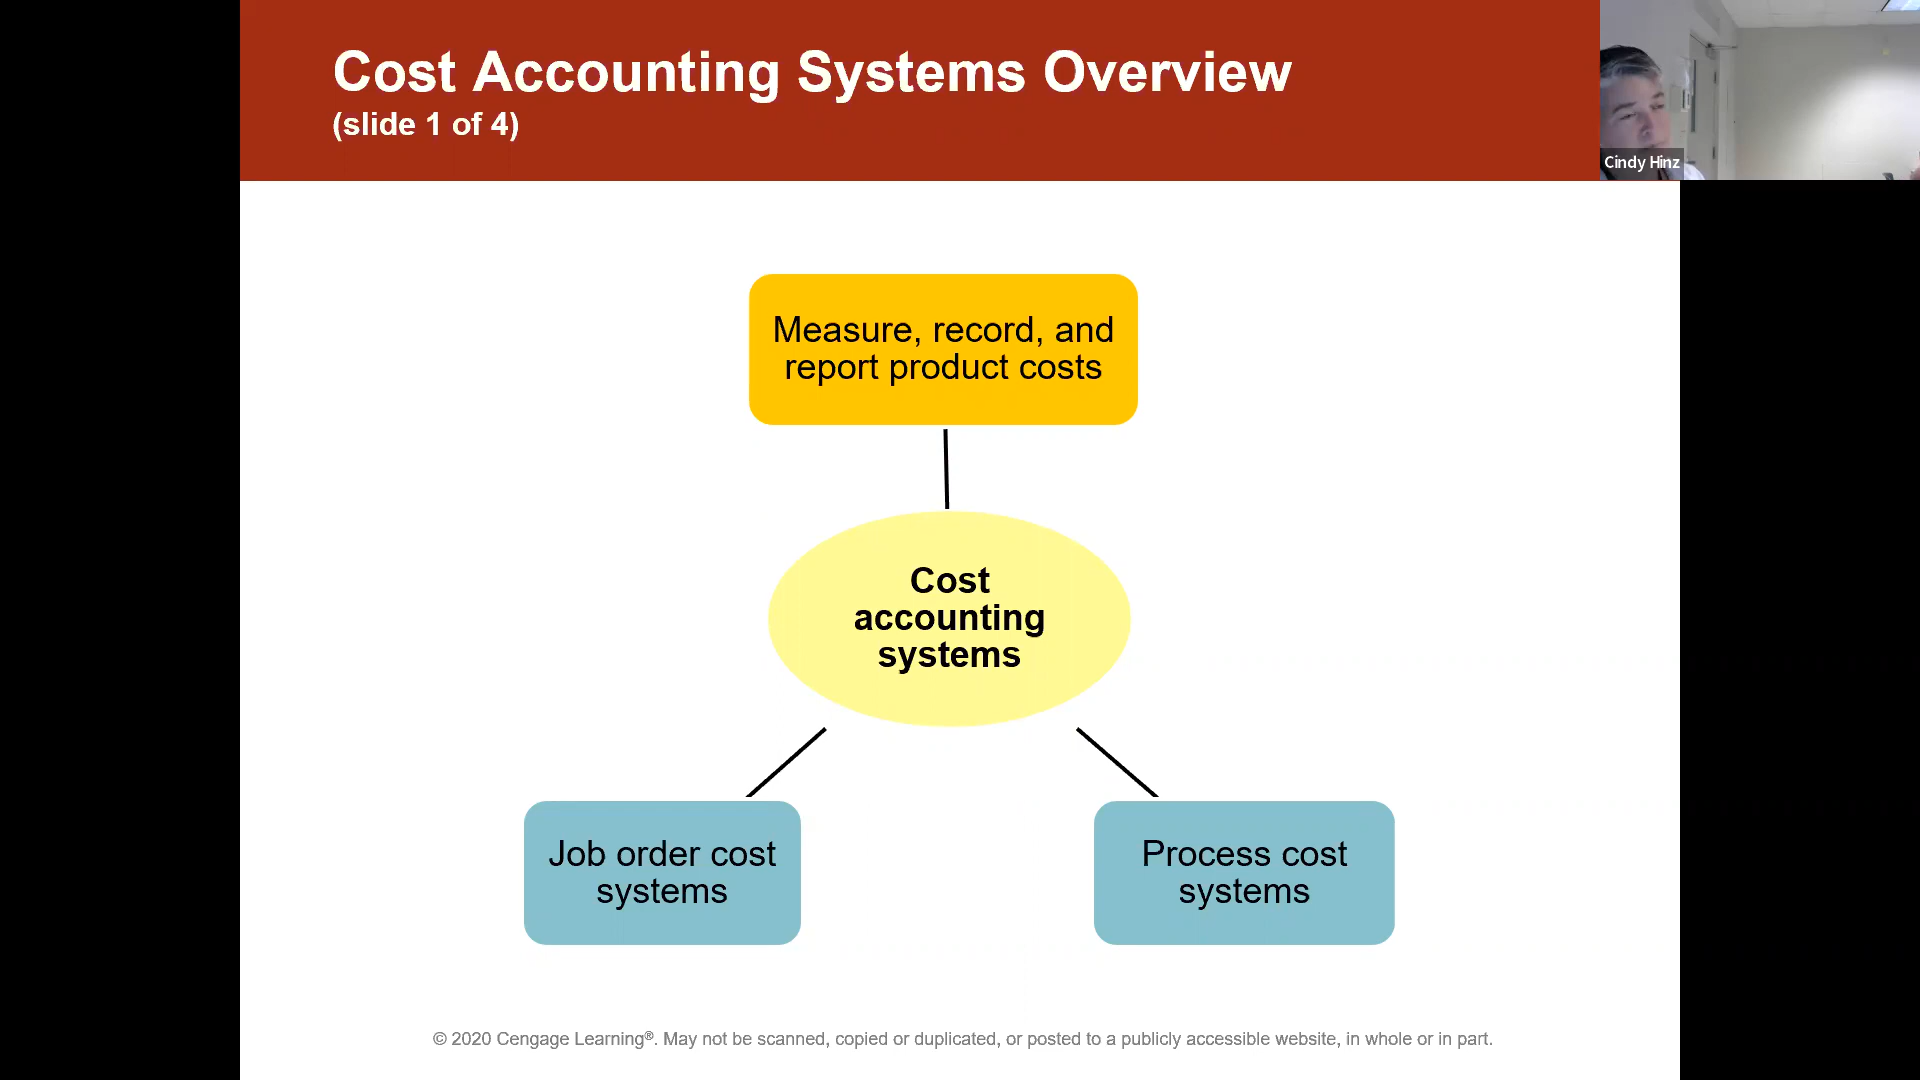 Cost Accounting Systems Overview
(slide 1 of 4)
Cindy Hinz
Measure, record, and
report product costs
Cost
accounting
systems
Job order cost
systems
Process cost
systems
© 2020 Cengage Learning®. May not be scanned, copied or duplicated, or posted to a publicly accessible website, in whole or in part.